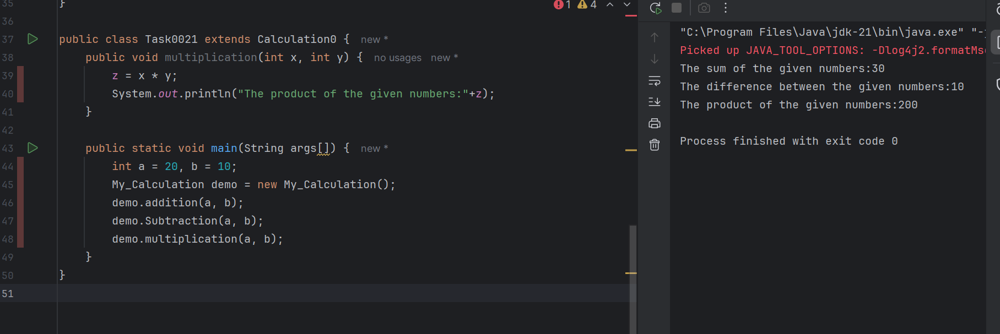 35 }
1 4
36
37 public class Task0021 extends Calculation0 { new *
38 public void multiplication(int x, int y) { no usages new *
39 z = x * y;
40 System.out.println("The product of the given numbers:"+z);
41 }
42
43 public static void main(String args[]) { new *
44 int a = 20, b = 10;
45 My_Calculation demo = new My_Calculation();
46 demo.addition(a, b);
47 demo.Subtraction(a, b);
48 demo.multiplication(a, b);
49 }
50 }
51
"C:\Program Files\Java\jdk-21\bin\java.exe" "-
Picked up JAVA_TOOL_OPTIONS: -Dlog4j2.formatMs
The sum of the given numbers:30
The difference between the given numbers:10
The product of the given numbers:200
Process finished with exit code 0